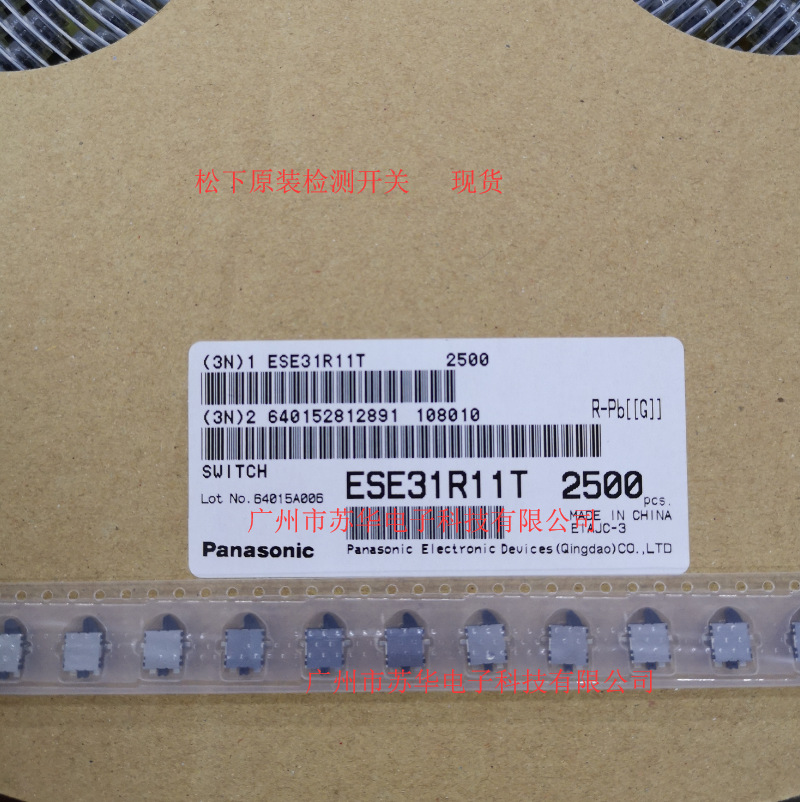 松下原装检测开关 现货
(3N)1 ESE31R11T 2500
(3N)2 640152812891 108010
R-Pb[[G]]
SWITCH
ESE31R11T 2500 pcs.
Lot No.64015A006
广州市苏华电子科技有限公司
MADE IN CHINA
EIAJC-3
Panasonic
Panasonic Electronic Devices(Qingdao)CO.,LTD
广州市苏华电子科技有限公司